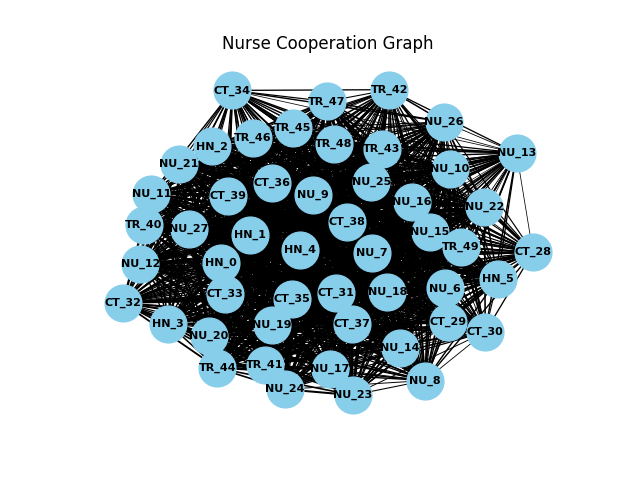 Nurse Cooperation Graph
CT_34
TR_42
TR_47
NU_26
TR_45
TR_46
TR_48
HN_2
TR_43
NU_13
NU_21
NU_10
CT_36
NU_25
NU_11
NU_9
CT_39
NU_16
NU_22
CT_38
TR_40
NU_27
NU_15
HN_1
TR_49
HN_4
CT_28
NU_7
NU_12
HN_0
HN_5
NU_6
NU_18
CT_31
CT_33
CT_35
CT_32
CT_29
HN_3
NU_19
CT_37
CT_30
NU_20
NU_14
TR_41
TR_44
NU_17
NU_8
NU_24
NU_23